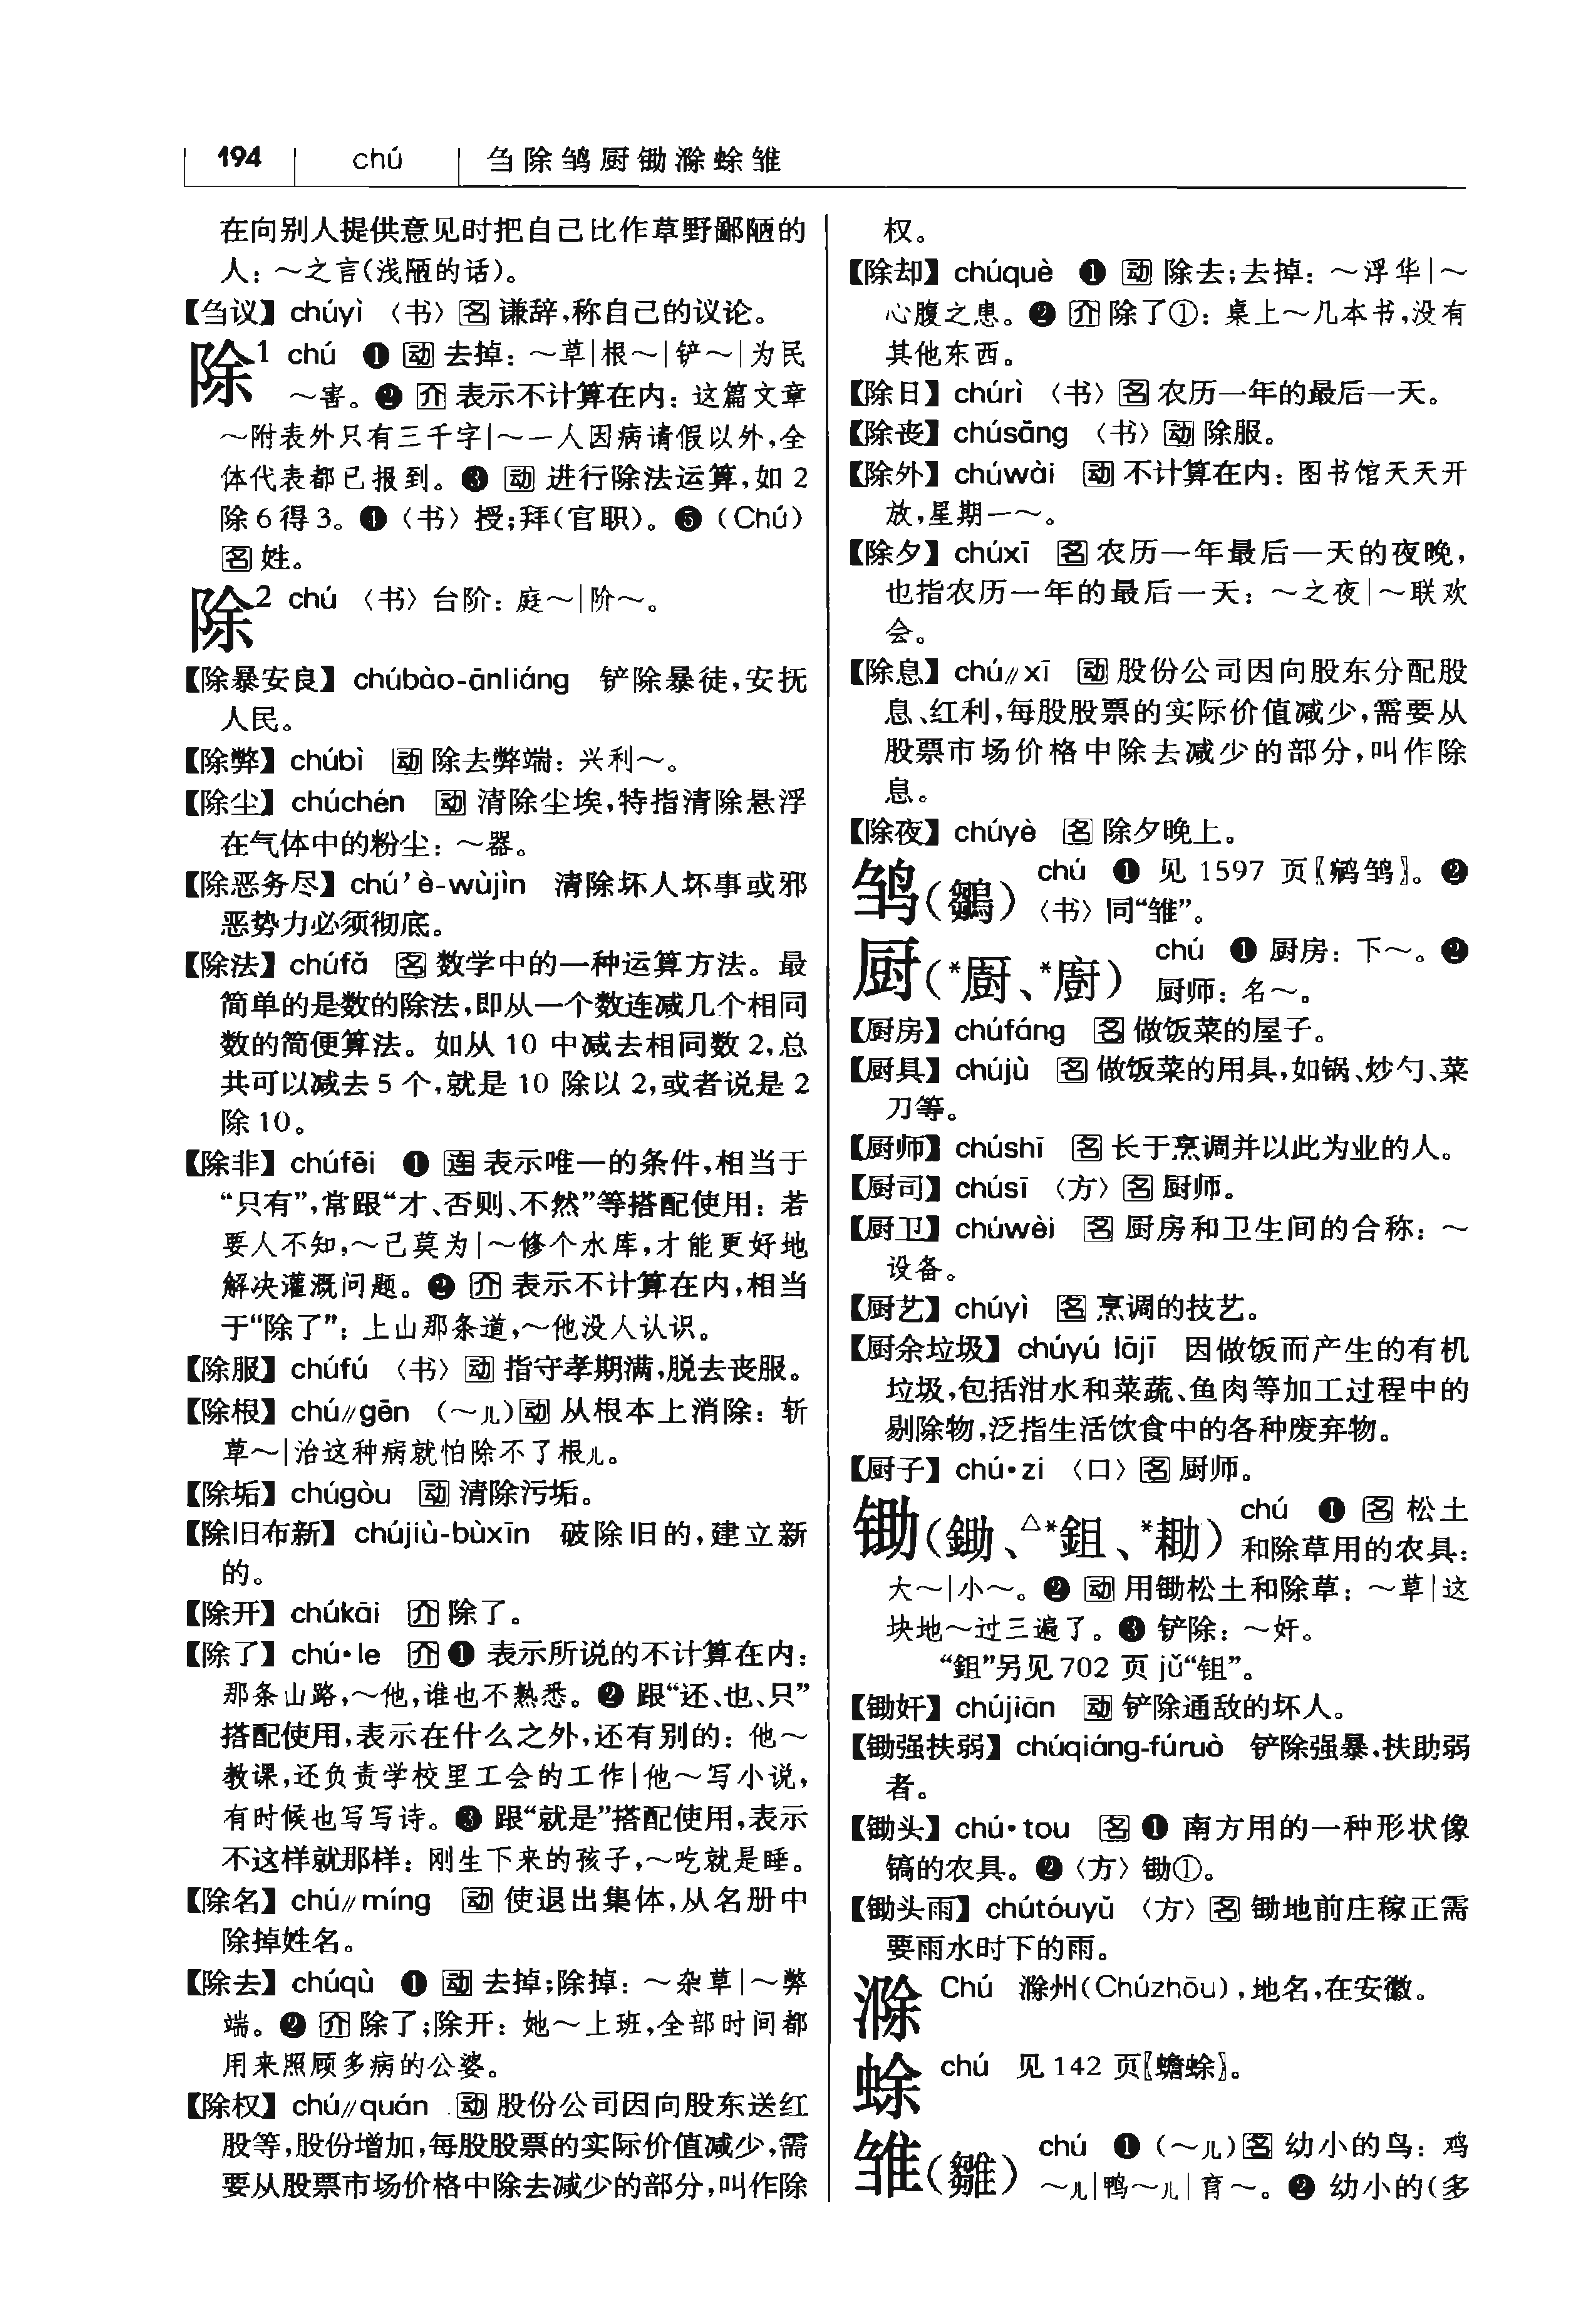 194 chú 刍除鸲厨锄滁蜍雏
在向别人提供意见时把自己比作草野鄙陋的
人：～之言(浅陋的话)。
【刍议】 chúyì 〈书〉 名 谦辞,称自己的议论。
除1 chú ❶ 动 去掉：～草|根～|铲～|为民
～害。❷ 介 表示不计算在内：这篇文章
～附表外只有三千字|～一人因病请假以外,全
体代表都已报到。❸ 动 进行除法运算,如 2
除 6 得 3。❹〈书〉授;拜(官职)。❺ (Chú)
名 姓。
除2 chú 〈书〉台阶：庭～|阶～。
【除暴安良】 chúbào-ānliáng 铲除暴徒,安抚
人民。
【除弊】 chúbì 动 除去弊端：兴利～。
【除尘】 chúchén 动 清除尘埃,特指清除悬浮
在气体中的粉尘：～器。
【除恶务尽】 chú’è-wùjìn 清除坏人坏事或邪
恶势力必须彻底。
【除法】 chúfǎ 名 数学中的一种运算方法。最
简单的是数的除法,即从一个数连减几个相同
数的简便算法。如从 10 中减去相同数 2,总
共可以减去 5 个,就是 10 除以 2,或者说是 2
除 10。
【除非】 chúfēi ❶ 连 表示唯一的条件,相当于
“只有”,常跟“才、否则、不然”等搭配使用：若
要人不知,～己莫为|～修个水库,才能更好地
解决灌溉问题。❷ 介 表示不计算在内,相当
于“除了”：上山那条道,～他没人认识。
【除服】 chúfú 〈书〉 动 指守孝期满,脱去丧服。
【除根】 chú//gēn (～儿) 动 从根本上消除：斩
草～|治这种病就怕除不了根儿。
【除垢】 chúgòu 动 清除污垢。
【除旧布新】 chújiù-bùxīn 破除旧的,建立新
的。
【除开】 chúkāi 介 除了。
【除了】 chú·le 介 ❶ 表示所说的不计算在内：
那条山路,～他,谁也不熟悉。❷ 跟“还、也、只”
搭配使用,表示在什么之外,还有别的：他～
教课,还负责学校里工会的工作|他～写小说,
有时候也写写诗。❸ 跟“就是”搭配使用,表示
不这样就那样：刚生下来的孩子,～吃就是睡。
【除名】 chú//míng 动 使退出集体,从名册中
除掉姓名。
【除去】 chúqù ❶ 动 去掉;除掉：～杂草|～弊
端。❷ 介 除了;除开：她～上班,全部时间都
用来照顾多病的公婆。
【除权】 chú//quán 动 股份公司因向股东送红
股等,股份增加,每股股票的实际价值减少,需
要从股票市场价格中除去减少的部分,叫作除
权。
【除却】 chúquè ❶ 动 除去;去掉：～浮华|～
心腹之患。❷ 介 除了①：桌上～几本书,没有
其他东西。
【除日】 chúrì 〈书〉 名 农历一年的最后一天。
【除丧】 chúsāng 〈书〉 动 除服。
【除外】 chúwài 动 不计算在内：图书馆天天开
放,星期一～。
【除夕】 chúxī 名 农历一年最后一天的夜晚,
也指农历一年的最后一天：～之夜|～联欢
会。
【除息】 chú//xī 动 股份公司因向股东分配股
息、红利,每股股票的实际价值减少,需要从
股票市场价格中除去减少的部分,叫作除
息。
【除夜】 chúyè 名 除夕晚上。
鸲(鶵) chú ❶ 见 1597 页〖鹓鶵〗。❷
〈书〉同“雏”。
厨(*厨、*廚) chú ❶ 厨房：下～。❷
厨师：名～。
【厨房】 chúfáng 名 做饭菜的屋子。
【厨具】 chújù 名 做饭菜的用具,如锅、炒勺、菜
刀等。
【厨师】 chúshī 名 长于烹调并以此为业的人。
【厨司】 chúsī 〈方〉 名 厨师。
【厨卫】 chúwèi 名 厨房和卫生间的合称：～
设备。
【厨艺】 chúyì 名 烹调的技艺。
【厨余垃圾】 chúyú lājī 因做饭而产生的有机
垃圾,包括泔水和菜蔬、鱼肉等加工过程中的
剔除物,泛指生活饮食中的各种废弃物。
【厨子】 chú·zi 〈口〉 名 厨师。
锄(鋤、△*鉏、*耡) chú ❶ 名 松土
和除草用的农具：
大～|小～。❷ 动 用锄松土和除草：～草|这
块地～过三遍了。❸ 铲除：～奸。
“鉏”另见 702 页 jǔ“钼”。
【锄奸】 chújiān 动 铲除通敌的坏人。
【锄强扶弱】 chúqiáng-fúruò 铲除强暴,扶助弱
者。
【锄头】 chú·tou 名 ❶ 南方用的一种形状像
镐的农具。❷〈方〉锄①。
【锄头雨】 chútóuyǔ 〈方〉 名 锄地前庄稼正需
要雨水时下的雨。
滁 Chú 滁州(Chúzhōu),地名,在安徽。
蜍 chú 见 142 页〖蟾蜍〗。
雏(雛) chú ❶ (～儿) 名 幼小的鸟：鸡
～儿|鸭～儿|育～。❷ 幼小的(多